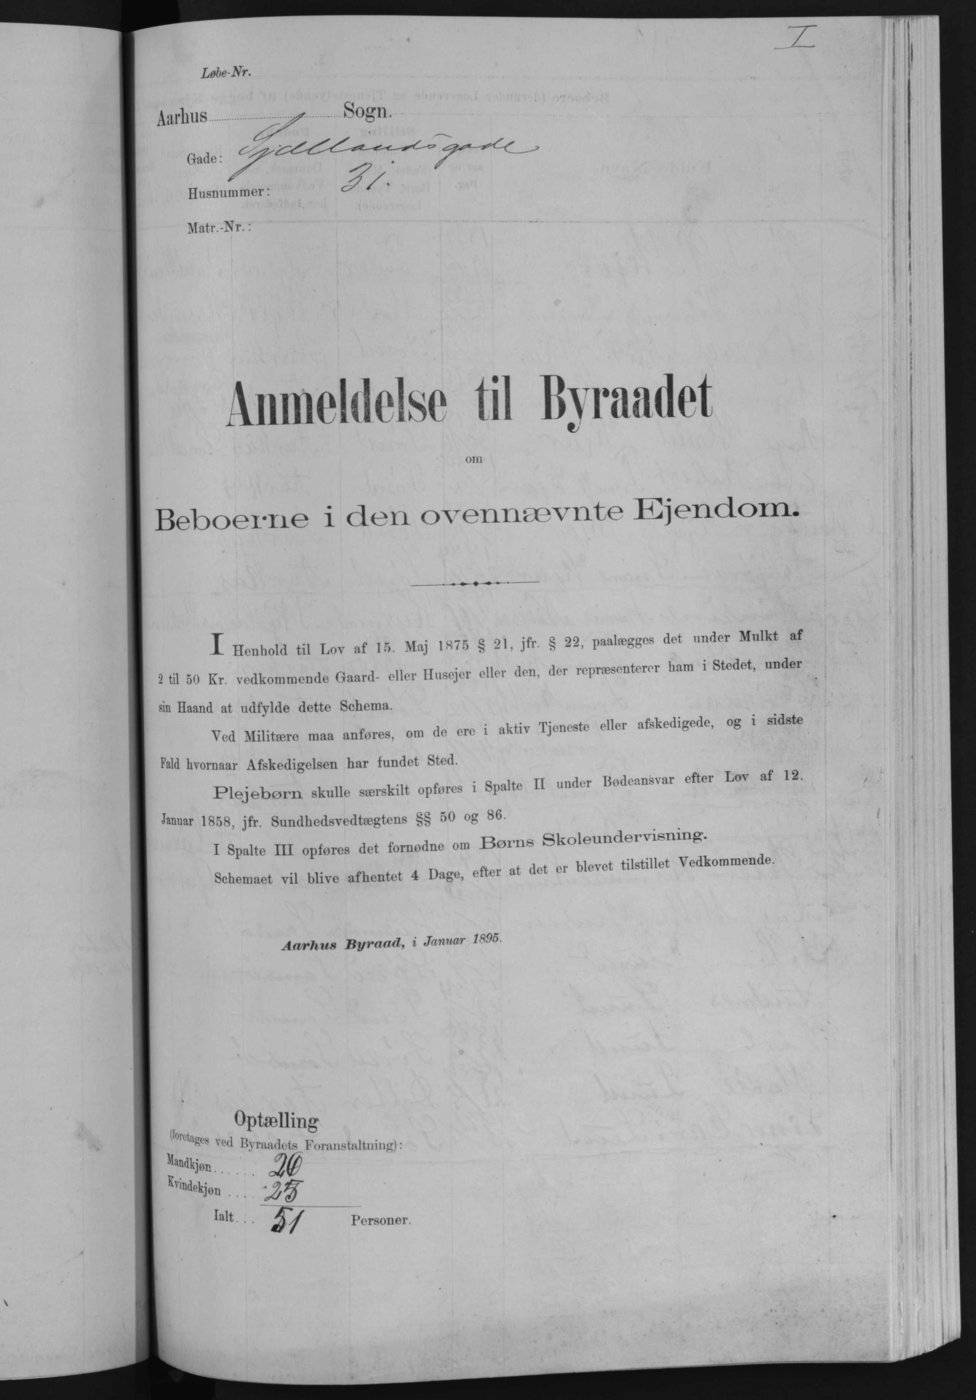 I
Løbe-Nr.
Aarhus Sogn.
Gade: Sjællandsgade
Husnummer: 31.
Matr.-Nr.:
Anmeldelse til Byraadet
om
Beboerne i den ovennævnte Ejendom.
I Henhold til Lov af 15. Maj 1875 § 21, jfr. § 22, paalægges det under Mulkt af
2 til 50 Kr. vedkommende Gaard- eller Husejer eller den, der repræsenterer ham i Stedet, under
sin Haand at udfylde dette Schema.
Ved Militære maa anføres, om de ere i aktiv Tjeneste eller afskedigede, og i sidste
Fald hvornaar Afskedigelsen har fundet Sted.
Plejebørn skulle særskilt opføres i Spalte II under Bødeansvar efter Lov af 12.
Januar 1858, jfr. Sundhedsvedtægtens §§ 50 og 86.
I Spalte III opføres det fornødne om Børns Skoleundervisning.
Schemaet vil blive afhentet 4 Dage, efter at det er blevet tilstillet Vedkommende.
Aarhus Byraad, i Januar 1895.
Optælling
(foretages ved Byraadets Foranstaltning):
Mandkjøn...... 26
Kvindekjøn .... 25
Ialt... 51 Personer.